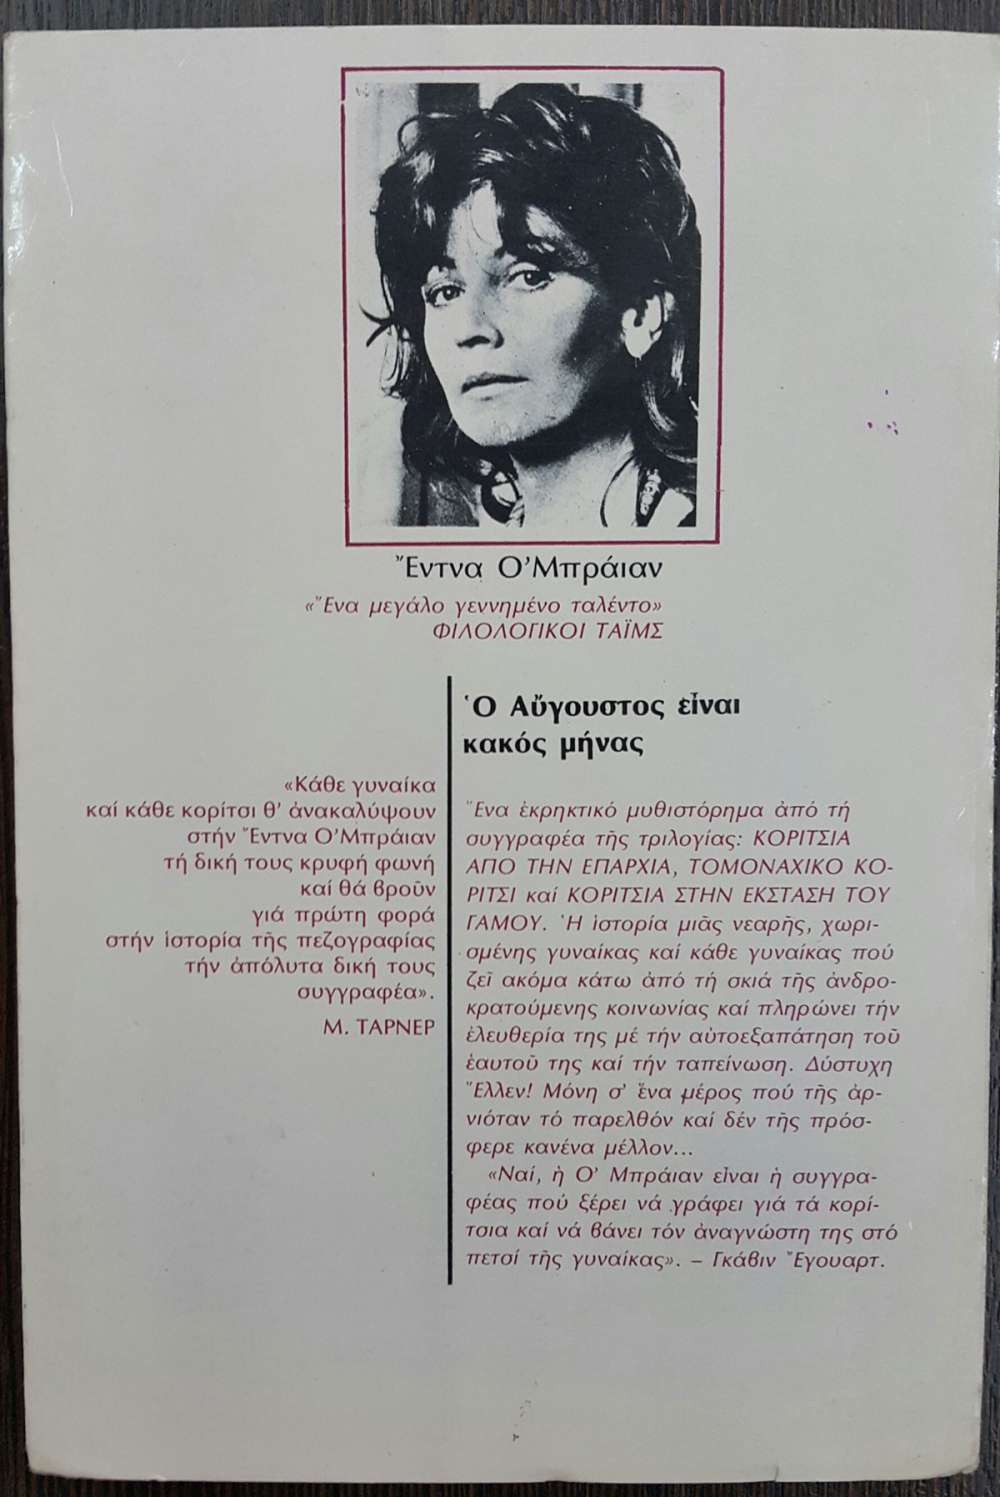 Ἔντνα Ο’Μπράιαν
«Ἕνα μεγάλο γεννημένο ταλέντο»
ΦΙΛΟΛΟΓΙΚΟΙ ΤΑΪΜΣ
«Κάθε γυναίκα
καί κάθε κορίτσι θ’ ἀνακαλύψουν
στήν Ἔντνα Ο’Μπράιαν
τή δική τους κρυφή φωνή
καί θά βροῦν
γιά πρώτη φορά
στήν ἱστορία τῆς πεζογραφίας
τήν ἀπόλυτα δική τους
συγγραφέα».
Μ. ΤΑΡΝΕΡ
Ὁ Αὔγουστος εἶναι
κακός μήνας
Ἕνα ἐκρηκτικό μυθιστόρημα ἀπό τή
συγγραφέα τῆς τριλογίας: ΚΟΡΙΤΣΙΑ
ΑΠΟ ΤΗΝ ΕΠΑΡΧΙΑ, ΤΟΜΟΝΑΧΙΚΟ ΚΟ-
ΡΙΤΣΙ καί ΚΟΡΙΤΣΙΑ ΣΤΗΝ ΕΚΣΤΑΣΗ ΤΟΥ
ΓΑΜΟΥ. Ἡ ἱστορία μιᾶς νεαρῆς, χωρι-
σμένης γυναίκας καί κάθε γυναίκας πού
ζεῖ ακόμα κάτω ἀπό τή σκιά τῆς ἀνδρο-
κρατούμενης κοινωνίας καί πληρώνει τήν
ἐλευθερία της μέ τήν αὐτοεξαπάτηση τοῦ
ἑαυτοῦ της καί τήν ταπείνωση. Δύστυχη
Ἕλλεν! Μόνη σ’ ἕνα μέρος πού τῆς ἀρ-
νιόταν τό παρελθόν καί δέν τῆς πρόσ-
φερε κανένα μέλλον...
«Ναί, ἡ Ο’ Μπράιαν εἶναι ἡ συγγρα-
φέας πού ξέρει νά γράφει γιά τά κορί-
τσια καί νά βάνει τόν ἀναγνώστη της στό
πετσί τῆς γυναίκας». – Γκάβιν Ἔγουαρτ.